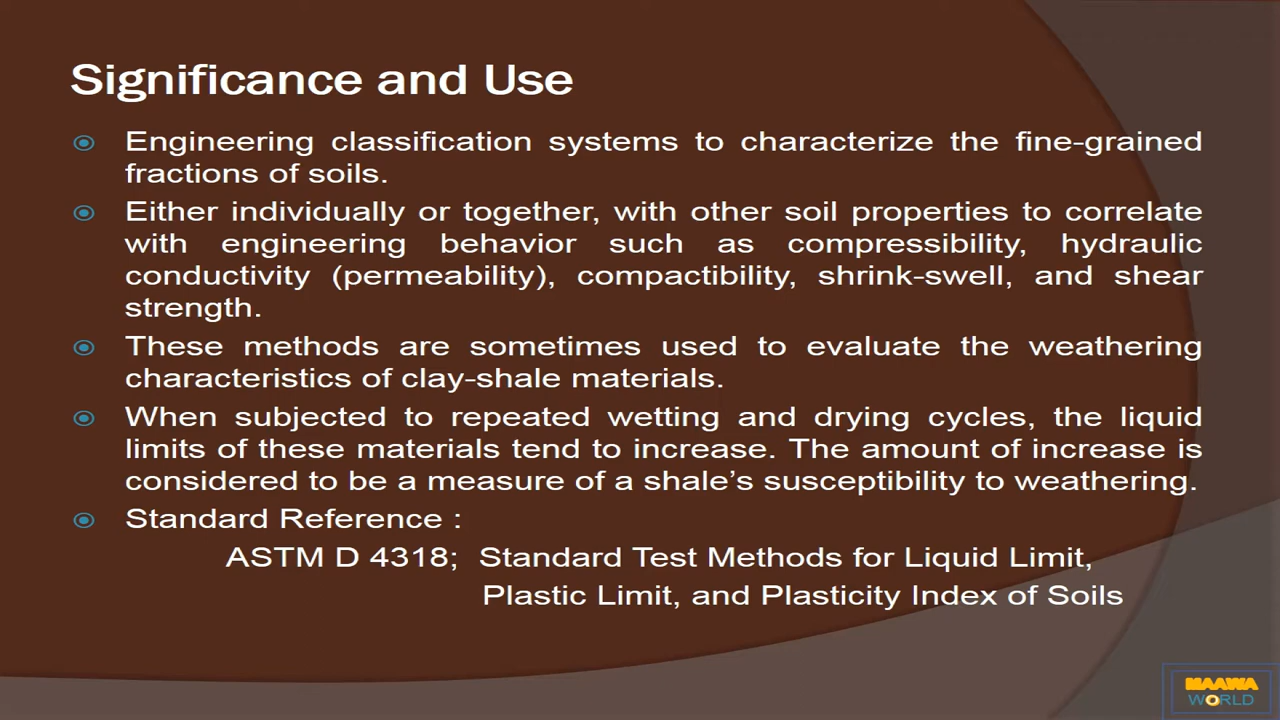 Significance and Use
Engineering classification systems to characterize the fine-grained
fractions of soils.
Either individually or together, with other soil properties to correlate
with engineering behavior such as compressibility, hydraulic
conductivity (permeability), compactibility, shrink-swell, and shear
strength.
These methods are sometimes used to evaluate the weathering
characteristics of clay-shale materials.
When subjected to repeated wetting and drying cycles, the liquid
limits of these materials tend to increase. The amount of increase is
considered to be a measure of a shale’s susceptibility to weathering.
Standard Reference :
ASTM D 4318; Standard Test Methods for Liquid Limit,
Plastic Limit, and Plasticity Index of Soils
MAAWA
WORLD